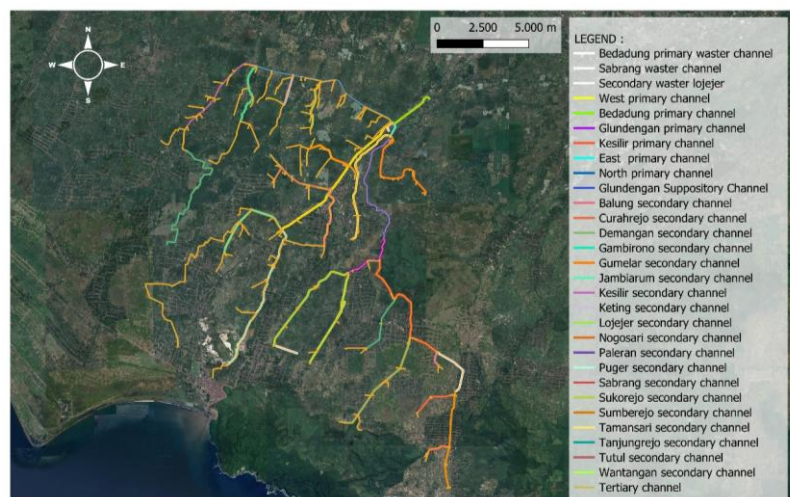 N
W E
S
0 2.500 5.000 m
LEGEND :
Bedadung primary waster channel
Sabrang waster channel
Secondary waster lojejer
West primary channel
Bedadung primary channel
Glundengan primary channel
Kesilir primary channel
East primary channel
North primary channel
Glundengan Suppository Channel
Balung secondary channel
Curahrejo secondary channel
Demangan secondary channel
Gambirono secondary channel
Gumelar secondary channel
Jambiarum secondary channel
Kesilir secondary channel
Keting secondary channel
Lojejer secondary channel
Nogosari secondary channel
Paleran secondary channel
Puger secondary channel
Sabrang secondary channel
Sukorejo secondary channel
Sumberejo secondary channel
Tamansari secondary channel
Tanjungrejo secondary channel
Tutul secondary channel
Wantangan secondary channel
Tertiary channel